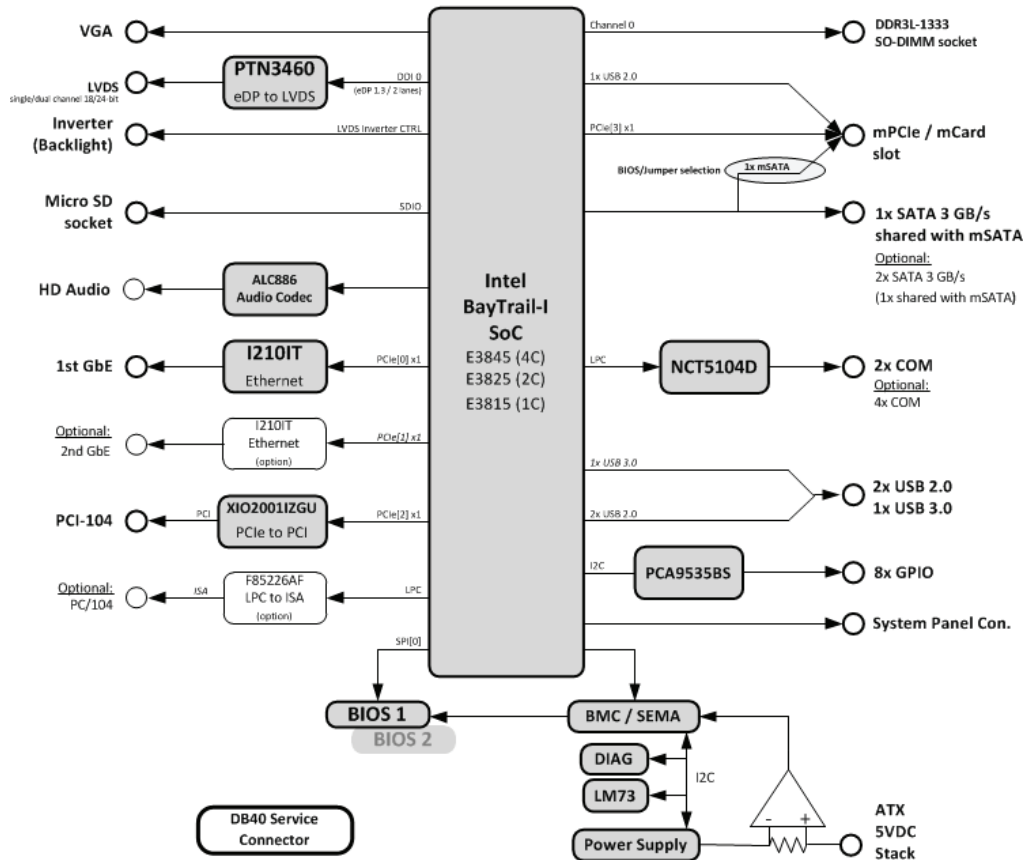 VGA
PTN3460
eDP to LVDS
DDI 0
(eDP 1.3 / 2 lanes)
LVDS
single/dual channel 18/24-bit
Inverter
(Backlight)
LVDS Inverter CTRL
Micro SD
socket
SDIO
HD Audio
ALC886
Audio Codec
1st GbE
I210IT
Ethernet
PCIe[0] x1
Optional:
2nd GbE
I210IT
Ethernet
(option)
PCIe[1] x1
PCI-104
PCI
XIO2001IZGU
PCIe to PCI
PCIe[2] x1
Optional:
PC/104
ISA
F85226AF
LPC to ISA
(option)
LPC
SPI[0]
Intel
BayTrail-I
SoC
E3845 (4C)
E3825 (2C)
E3815 (1C)
Channel 0
DDR3L-1333
SO-DIMM socket
1x USB 2.0
PCIe[3] x1
mPCIe / mCard
slot
BIOS/Jumper selection
1x mSATA
1x SATA 3 GB/s
shared with mSATA
Optional:
2x SATA 3 GB/s
(1x shared with mSATA)
LPC
NCT5104D
2x COM
Optional:
4x COM
1x USB 3.0
2x USB 2.0
2x USB 2.0
1x USB 3.0
I2C
PCA9535BS
8x GPIO
System Panel Con.
BIOS 1
BIOS 2
BMC / SEMA
DIAG
I2C
LM73
Power Supply
- +
ATX
5VDC
Stack
DB40 Service
Connector